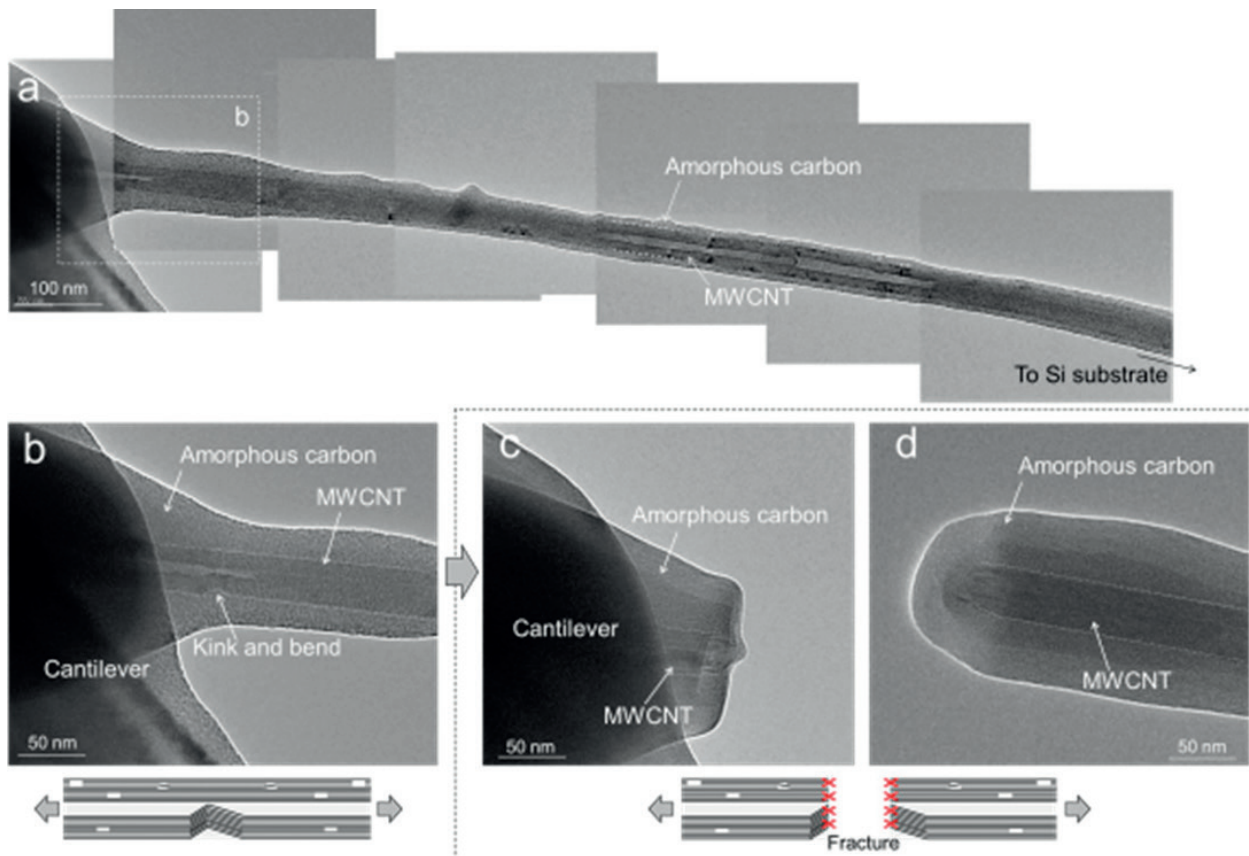 a
b
Amorphous carbon
MWCNT
100 nm
To Si substrate
b
Amorphous carbon
MWCNT
Kink and bend
Cantilever
50 nm
c
Amorphous carbon
Cantilever
MWCNT
50 nm
d
Amorphous carbon
MWCNT
50 nm
Fracture